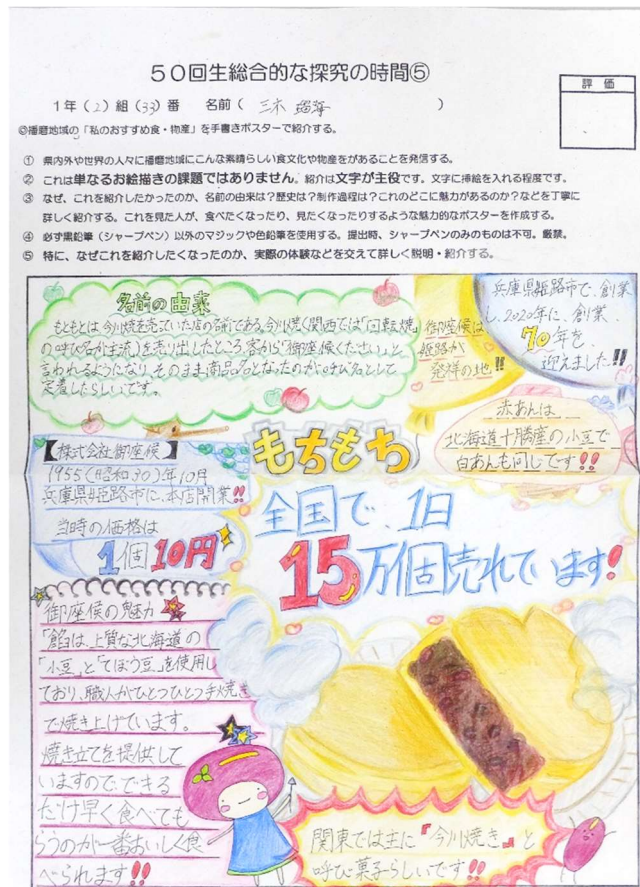 50回生総合的な探究の時間⑤
評価
1年(2)組(33)番 名前(三木 )
◎播磨地域の「私のおすすめ食・物産」を手書きポスターで紹介する。
① 県内外や世界の人々に播磨地域にこんな素晴らしい食文化や物産をがあることを発信する。
② これは単なるお絵描きの課題ではありません。紹介は文字が主役です。文字に挿絵を入れる程度です。
③ なぜ、これを紹介したかったのか、名前の由来は？歴史は？制作過程は？これのどこに魅力があるのか？などを丁寧に
詳しく紹介する。これを見た人が、食べたくなったり、見たくなったりするような魅力的なポスターを作成する。
④ 必ず黒鉛筆（シャープペン）以外のマジックや色鉛筆を使用する。提出時、シャープペンのみのものは不可。厳禁。
⑤ 特に、なぜこれを紹介したくなったのか、実際の体験などを交えて詳しく説明・紹介する。
名前の由来
もともとは今川焼を売っていた店の名前である。今川焼く関西では「回転焼
の呼び名が主流)を売り出したところ客から「御座候ください」と
言われるようになり、そのまま商品名となったのが呼び名として
定着したらしいです。
御座候は
姫路が
発祥の地!!
兵庫県姫路市で、創業
し、2020年に、創業
70年を
迎えました!!
赤あんは
北海道十勝産の小豆で
白あんも同じです!!
【株式会社御座候】
1955(昭和30)年10月
兵庫県姫路市に、本店開業!!
当時の価格は
1個10円
もちもち
全国で、1日
15万個売れています!
御座候の魅力
「餡は、上質な北海道の
「小豆」と「てぼう豆」を使用し
ており、職人がひとつひとつ手焼き
で焼き上げています。
焼き立てを提供して
いますので、できる
だけ早く食べても
らうのが一番おいしく食
べられます!!
関東では主に『今川焼き』と
呼び菓子らしいです!!